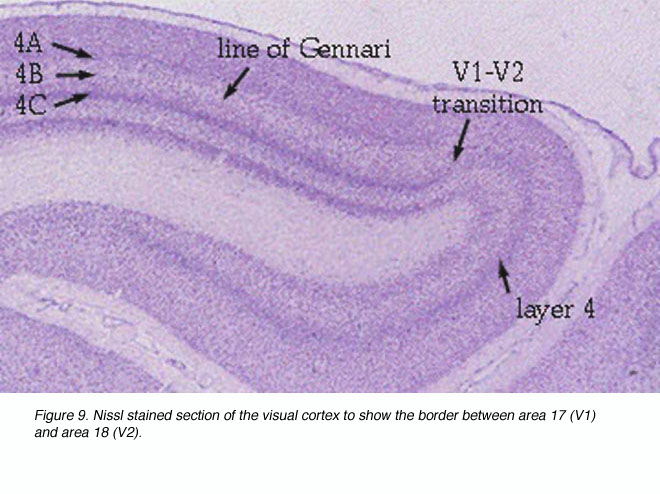 4A
4B
4C
line of Gennari
V1-V2
transition
layer 4
Figure 9. Nissl stained section of the visual cortex to show the border between area 17 (V1)
and area 18 (V2).